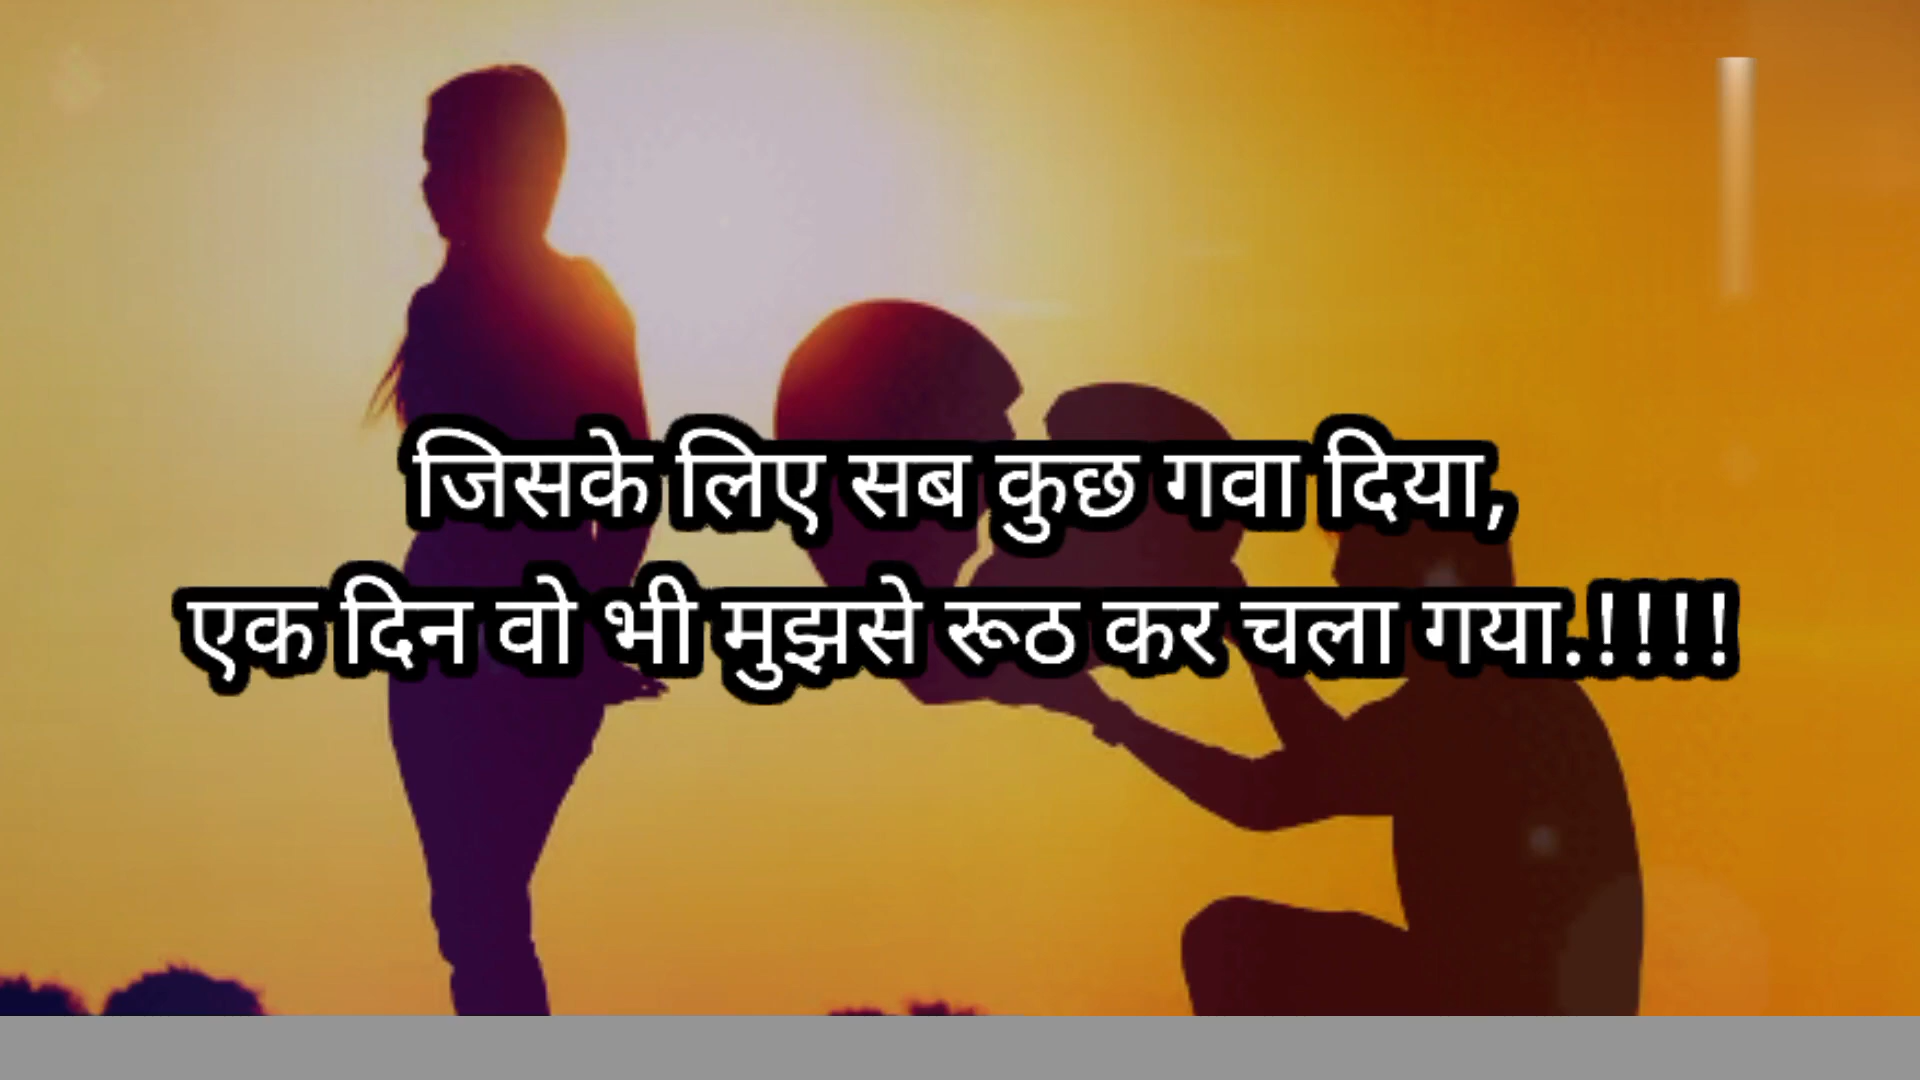 जिसके लिए सब कुछ गवा दिया,
एक दिन वो भी मुझसे रूठ कर चला गया.!!!!